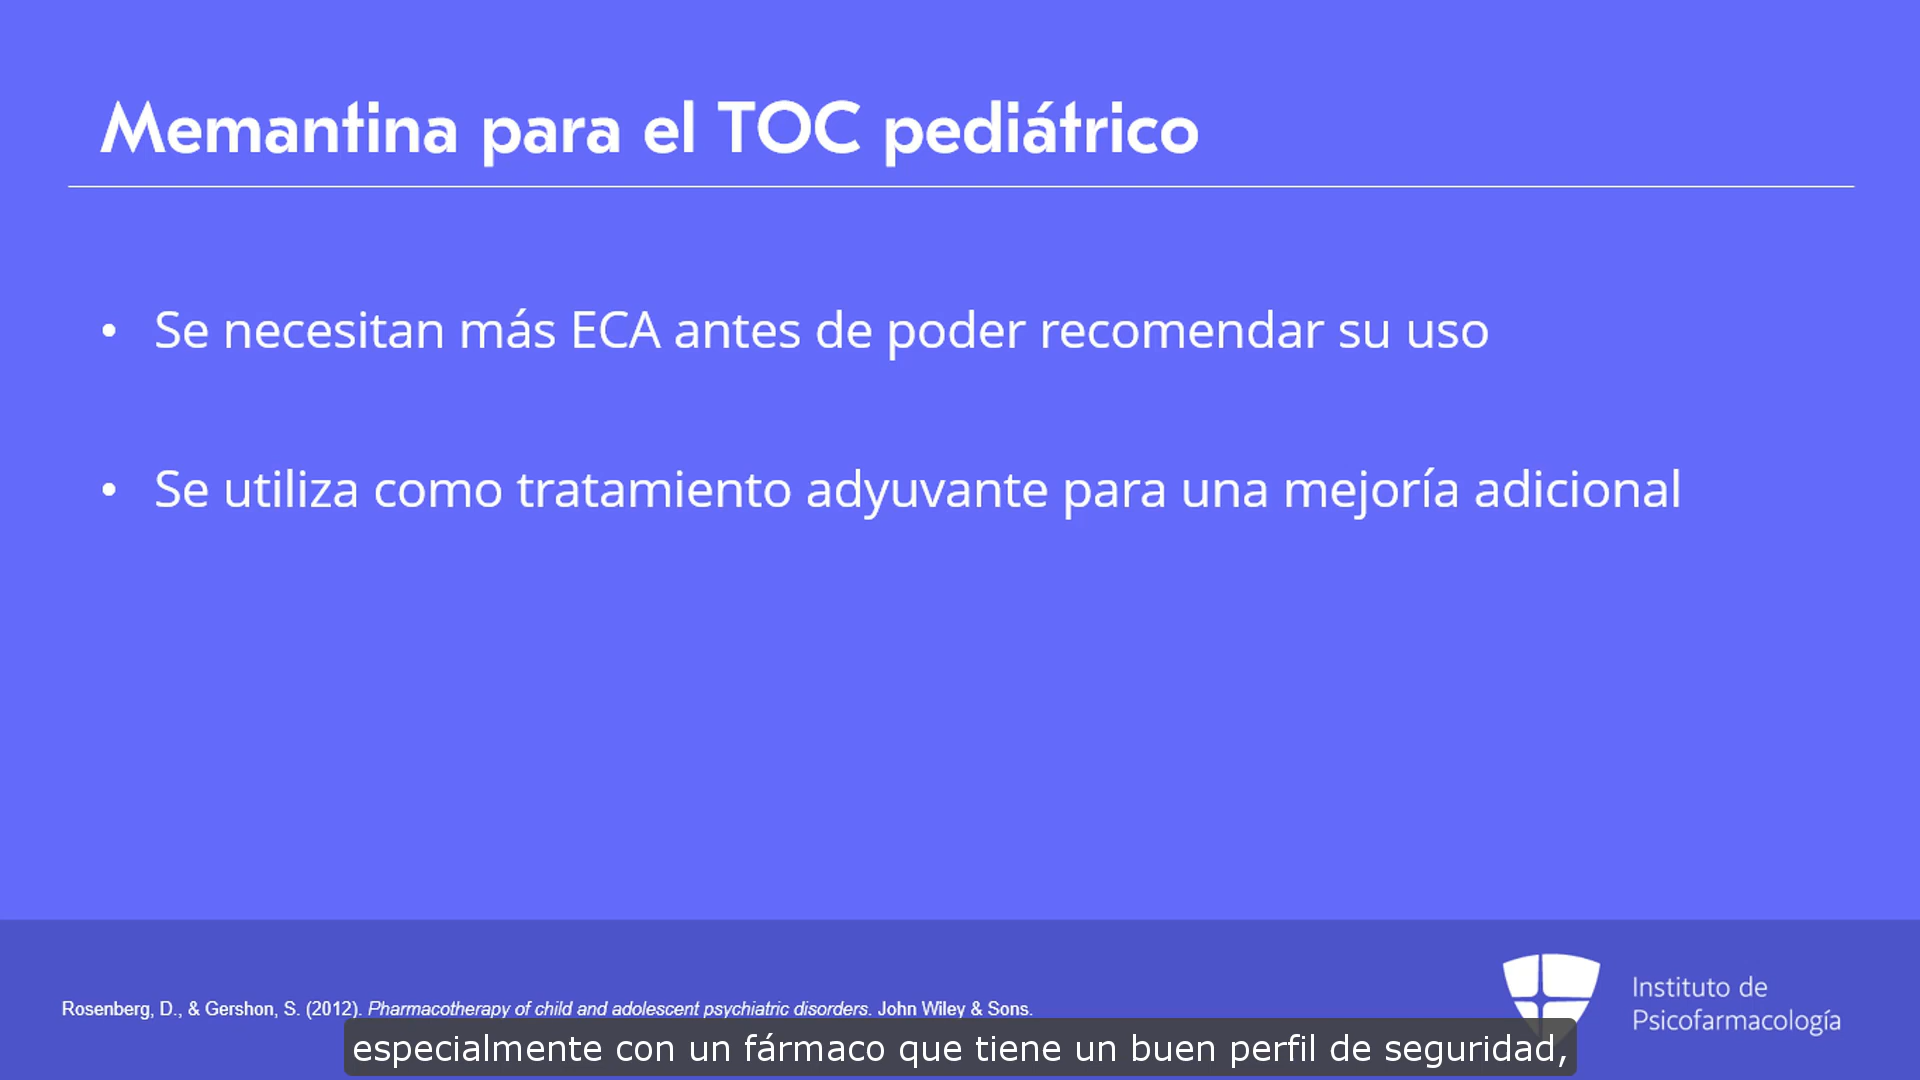 Memantina para el TOC pediátrico
• Se necesitan más ECA antes de poder recomendar su uso
• Se utiliza como tratamiento adyuvante para una mejoría adicional
Rosenberg, D., & Gershon, S. (2012). Pharmacotherapy of child and adolescent psychiatric disorders. John Wiley & Sons.
Instituto de
Psicofarmacología
especialmente con un fármaco que tiene un buen perfil de seguridad,